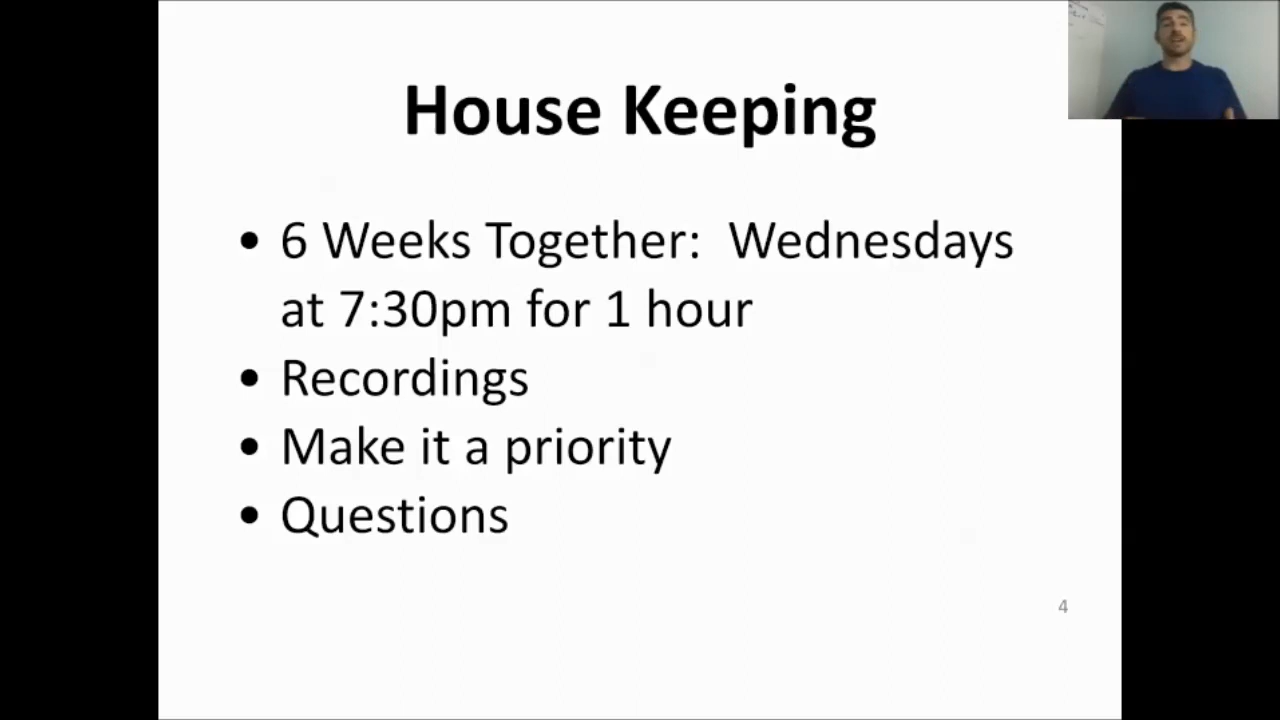 House Keeping
• 6 Weeks Together:  Wednesdays
at 7:30pm for 1 hour
• Recordings
• Make it a priority
• Questions
4